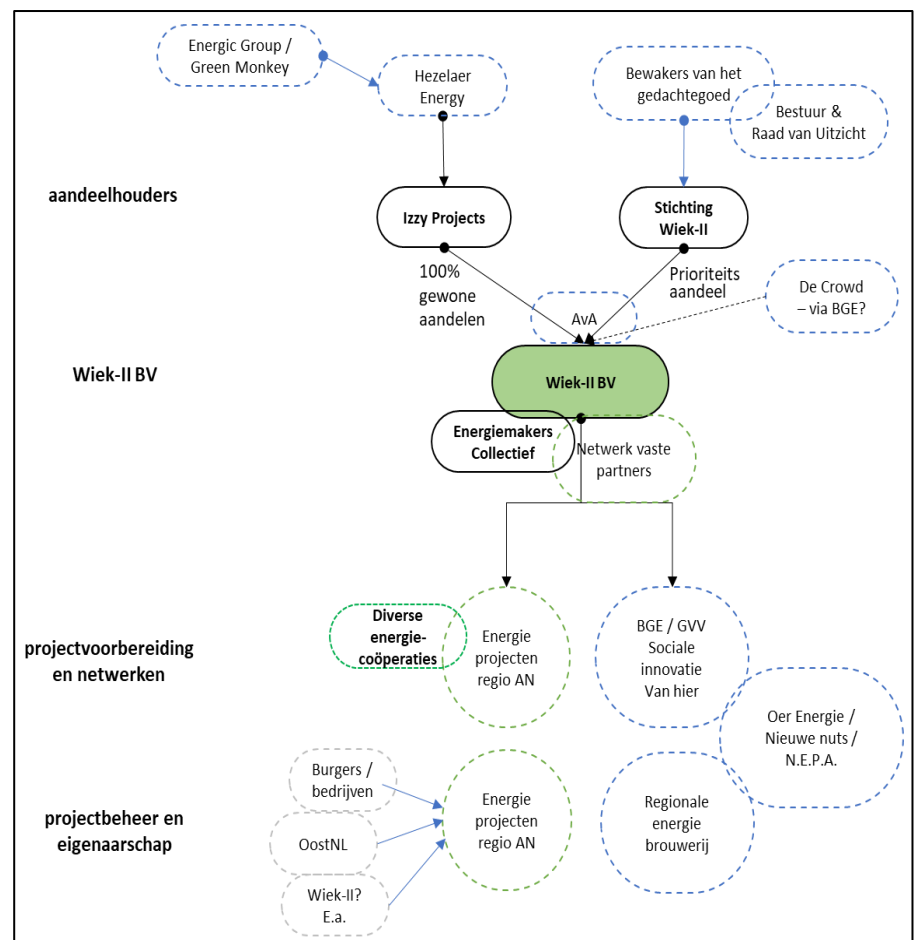 Energic Group /
Green Monkey
Hezelaer
Energy
Bewakers van het
gedachtegoed
Bestuur &
Raad van Uitzicht
aandeelhouders
Izzy Projects
Stichting
Wiek-II
100%
gewone
aandelen
Prioriteits
aandeel
De Crowd
– via BGE?
AvA
Wiek-II BV
Wiek-II BV
Energiemakers
Collectief
Netwerk vaste
partners
projectvoorbereiding
en netwerken
Diverse
energie-
coöperaties
Energie
projecten
regio AN
BGE / GVV
Sociale
innovatie
Van hier
Oer Energie /
Nieuwe nuts /
N.E.P.A.
projectbeheer en
eigenaarschap
Burgers /
bedrijven
OostNL
Wiek-II?
E.a.
Energie
projecten
regio AN
Regionale
energie
brouwerij